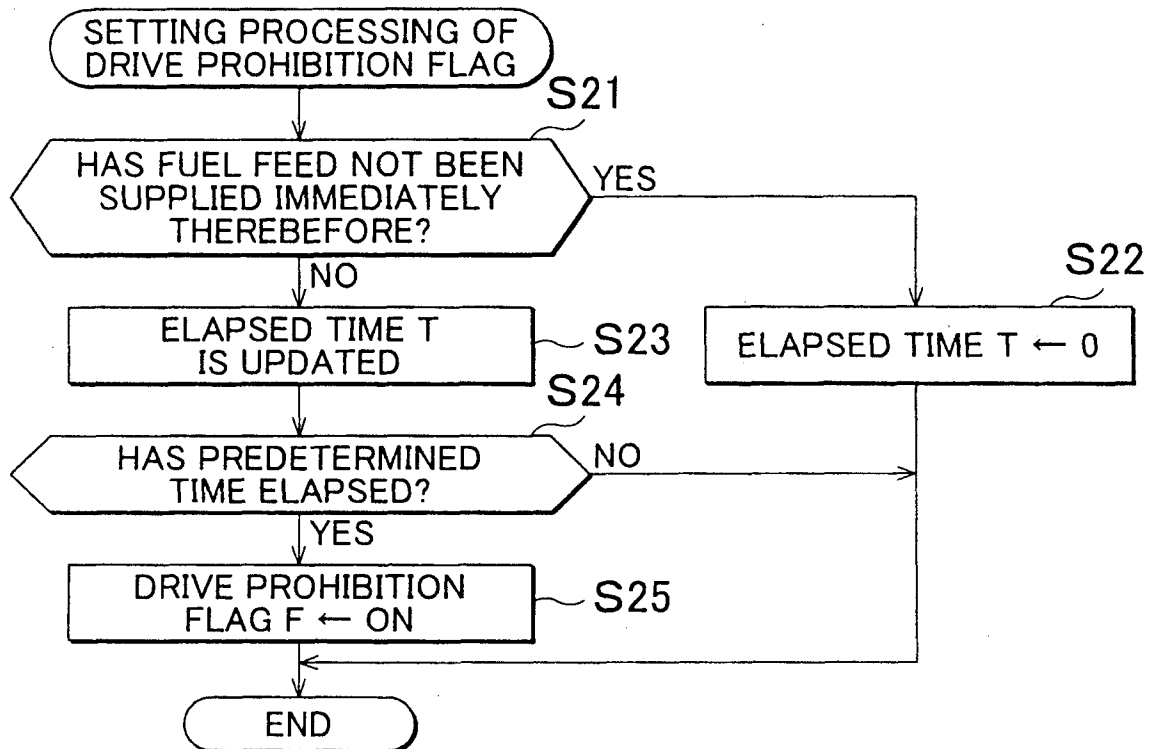 SETTING PROCESSING OF
DRIVE PROHIBITION FLAG
S21
HAS FUEL FEED NOT BEEN
SUPPLIED IMMEDIATELY
THEREBEFORE?
YES
NO
S22
ELAPSED TIME T ← 0
ELAPSED TIME T
IS UPDATED
S23
S24
HAS PREDETERMINED
TIME ELAPSED?
NO
YES
DRIVE PROHIBITION
FLAG F ← ON
S25
END